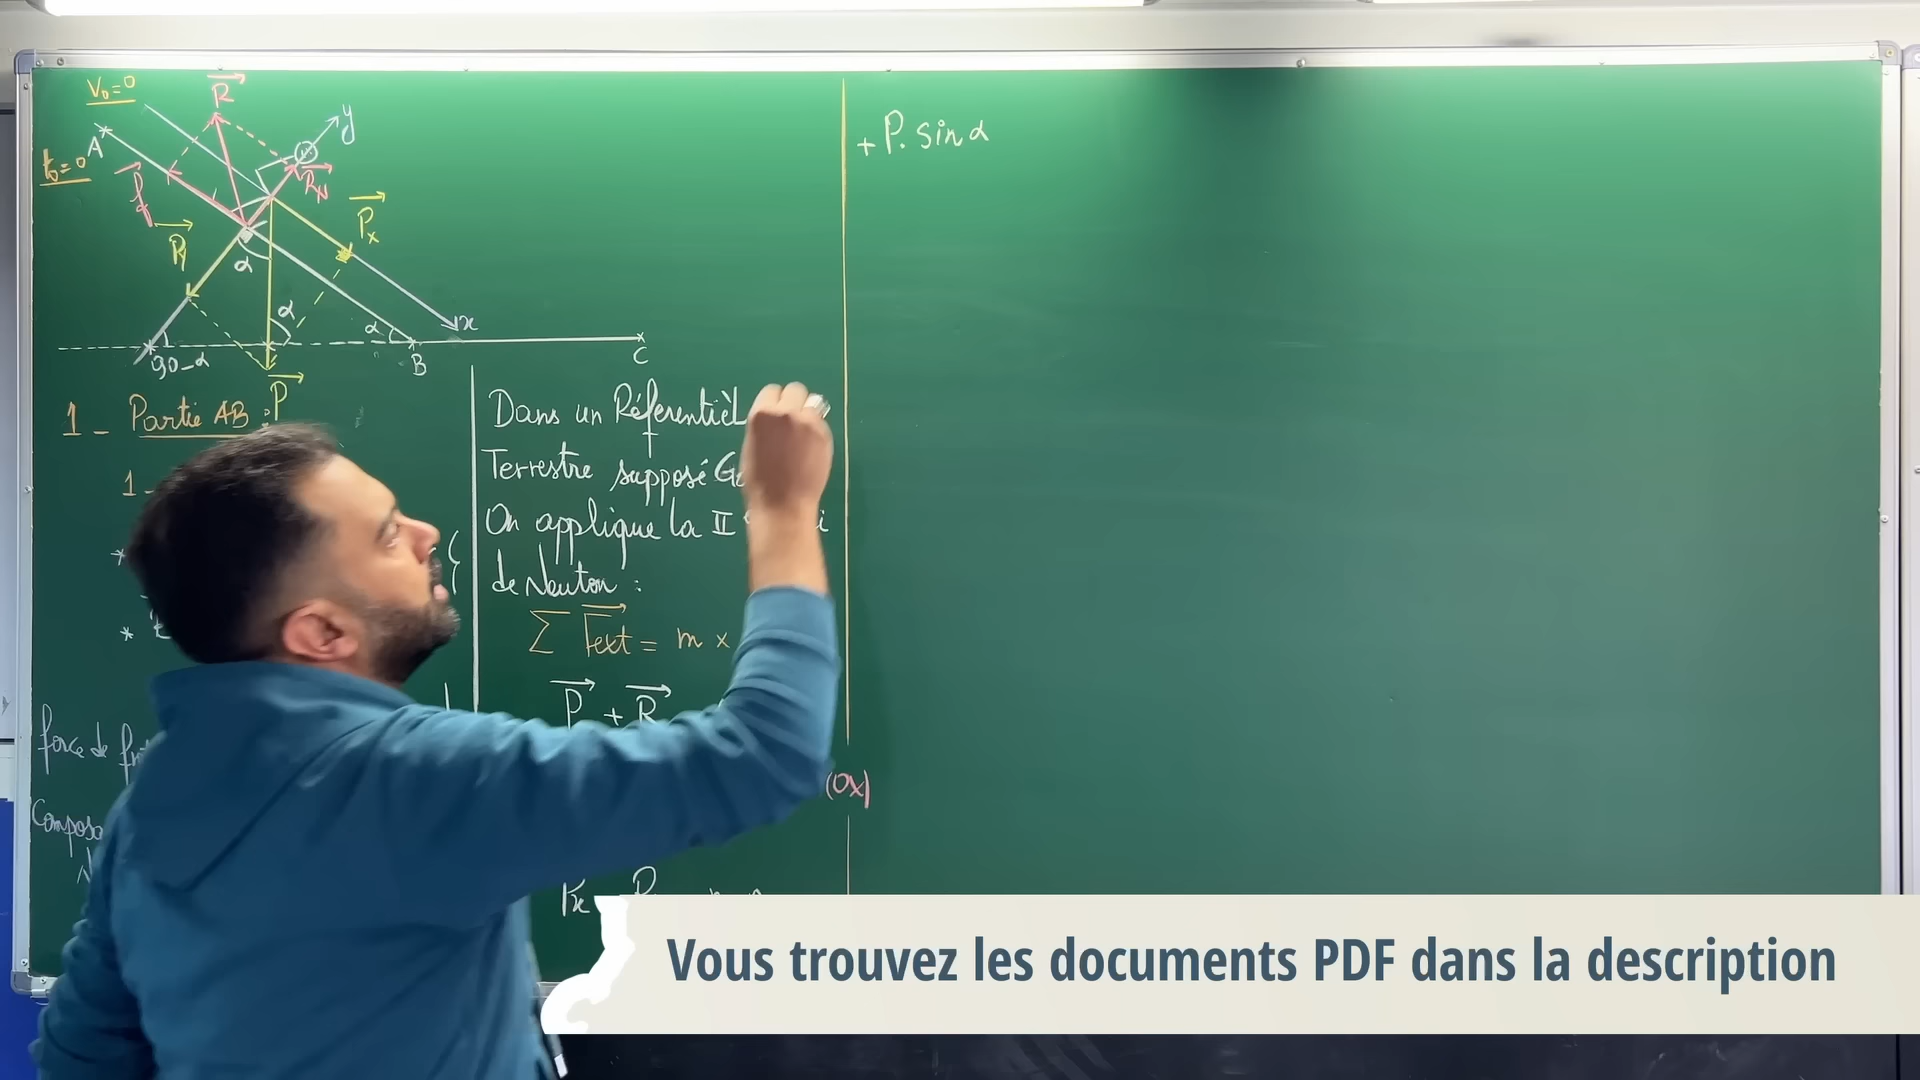 V₀=0
R
y
A
t₀=0
f
R_N
P_x
P_y
α
α
α
x
90-α
B
C
P
1 - Partie AB :
1-
*
*
force de
Dans un Réferentiel
Terrestre supposé
On applique la II
de Newton :
Σ Fext = m ×
P + R
(OX)
+ P. sin α
Vous trouvez les documents PDF dans la description